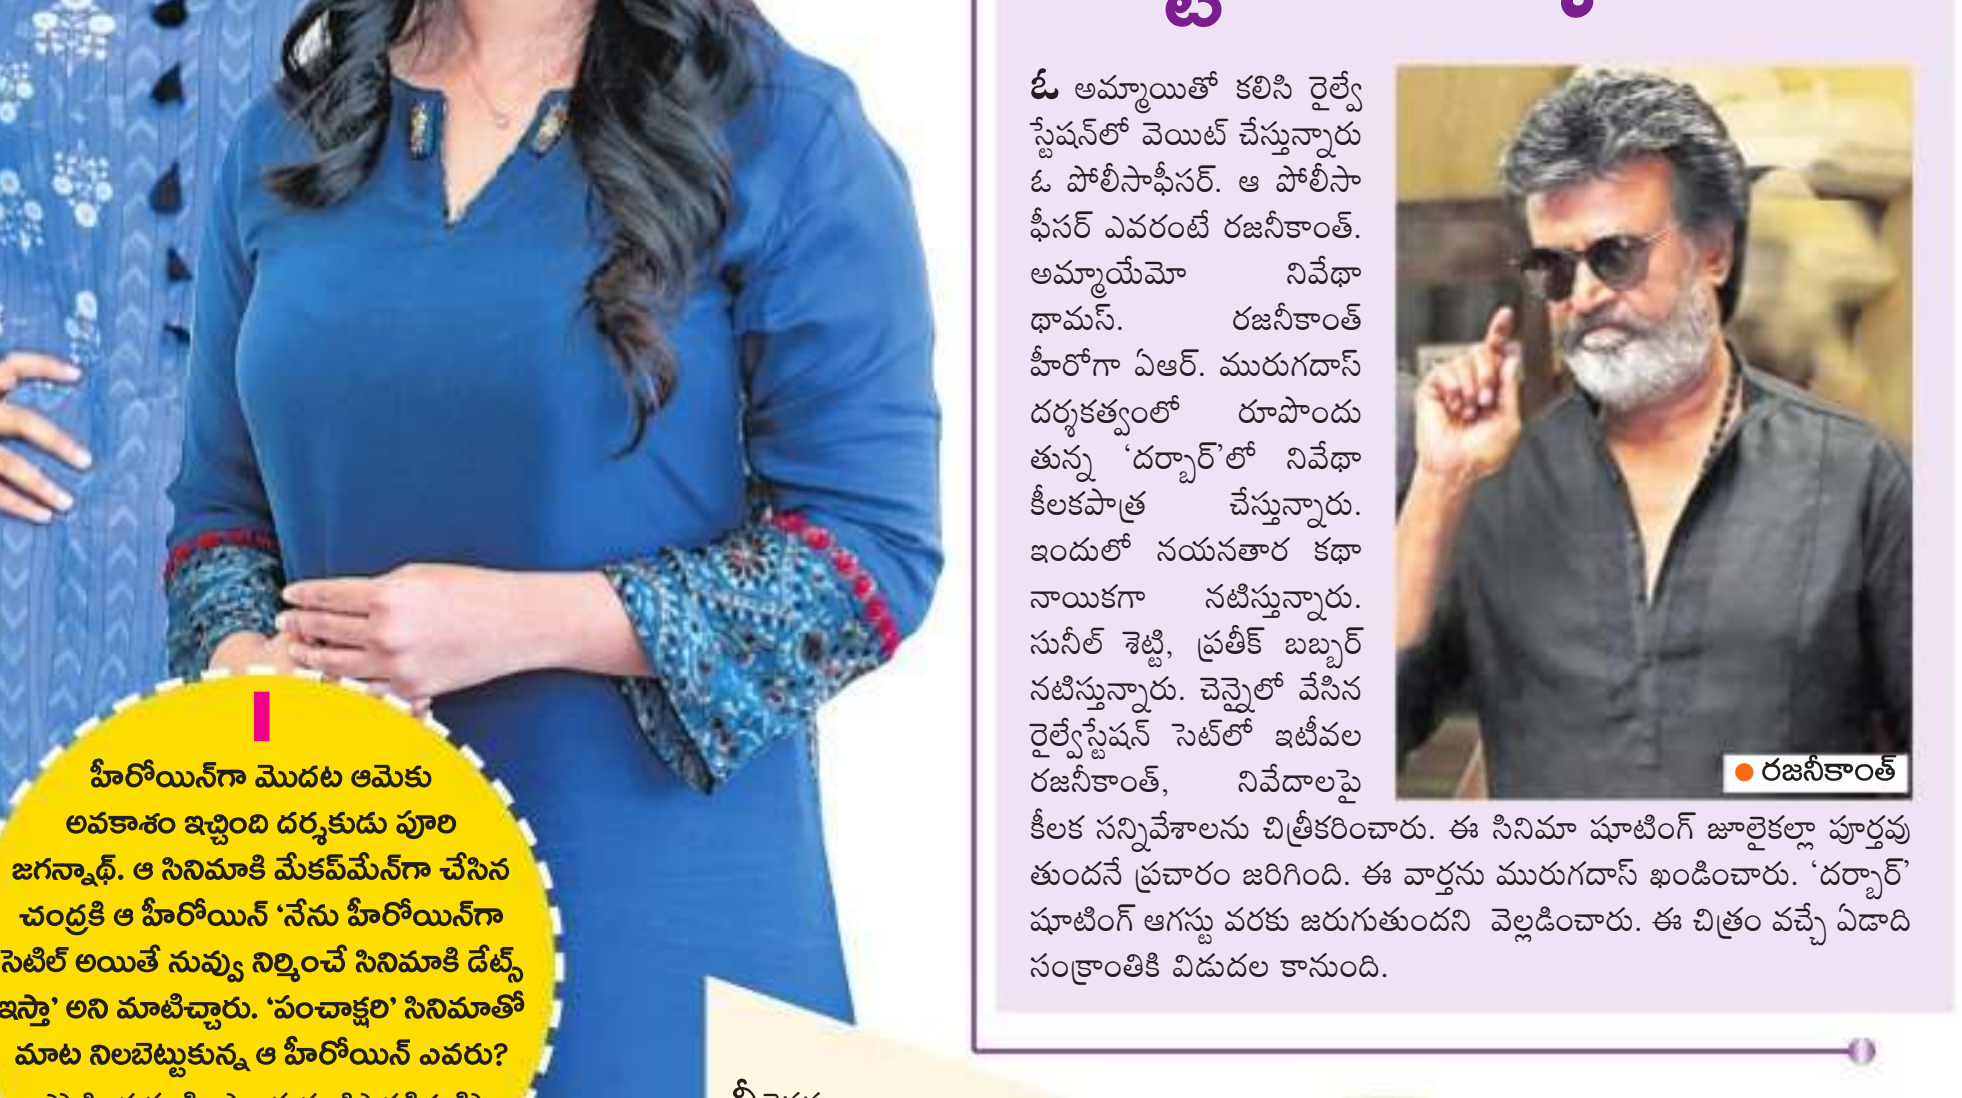 ఓ అమ్మాయితో కలిసి రైల్వే
స్టేషన్‌లో వెయిట్ చేస్తున్నారు
ఓ పోలీసాఫీసర్. ఆ పోలీసా
ఫీసర్ ఎవరంటే రజనీకాంత్.
అమ్మాయేమో నివేథా
థామస్. రజనీకాంత్
హీరోగా ఏఆర్. మురుగదాస్
దర్శకత్వంలో రూపొందు
తున్న ‘దర్బార్’లో నివేథా
కీలకపాత్ర చేస్తున్నారు.
ఇందులో నయనతార కథా
నాయికగా నటిస్తున్నారు.
సునీల్ శెట్టి, ప్రతీక్ బబ్బర్
నటిస్తున్నారు. చెన్నైలో వేసిన
రైల్వేస్టేషన్ సెట్‌లో ఇటీవల
రజనీకాంత్, నివేదాలపై
కీలక సన్నివేశాలను చిత్రీకరించారు. ఈ సినిమా షూటింగ్ జూలైకల్లా పూర్తవు
తుందనే ప్రచారం జరిగింది. ఈ వార్తను మురుగదాస్ ఖండించారు. ‘దర్బార్’
షూటింగ్ ఆగస్టు వరకు జరుగుతుందని వెల్లడించారు. ఈ చిత్రం వచ్చే ఏడాది
సంక్రాంతికి విడుదల కానుంది.
రజనీకాంత్
హీరోయిన్‌గా మొదట ఆమెకు
అవకాశం ఇచ్చింది దర్శకుడు పూరి
జగన్నాథ్. ఆ సినిమాకి మేకప్‌మేన్‌గా చేసిన
చంద్రకి ఆ హీరోయిన్ ‘నేను హీరోయిన్‌గా
సెటిల్ అయితే నువ్వు నిర్మించే సినిమాకి డేట్స్
ఇస్తా’ అని మాటిచ్చారు. ‘పంచాక్షరి’ సినిమాతో
మాట నిలబెట్టుకున్న ఆ హీరోయిన్ ఎవరు?